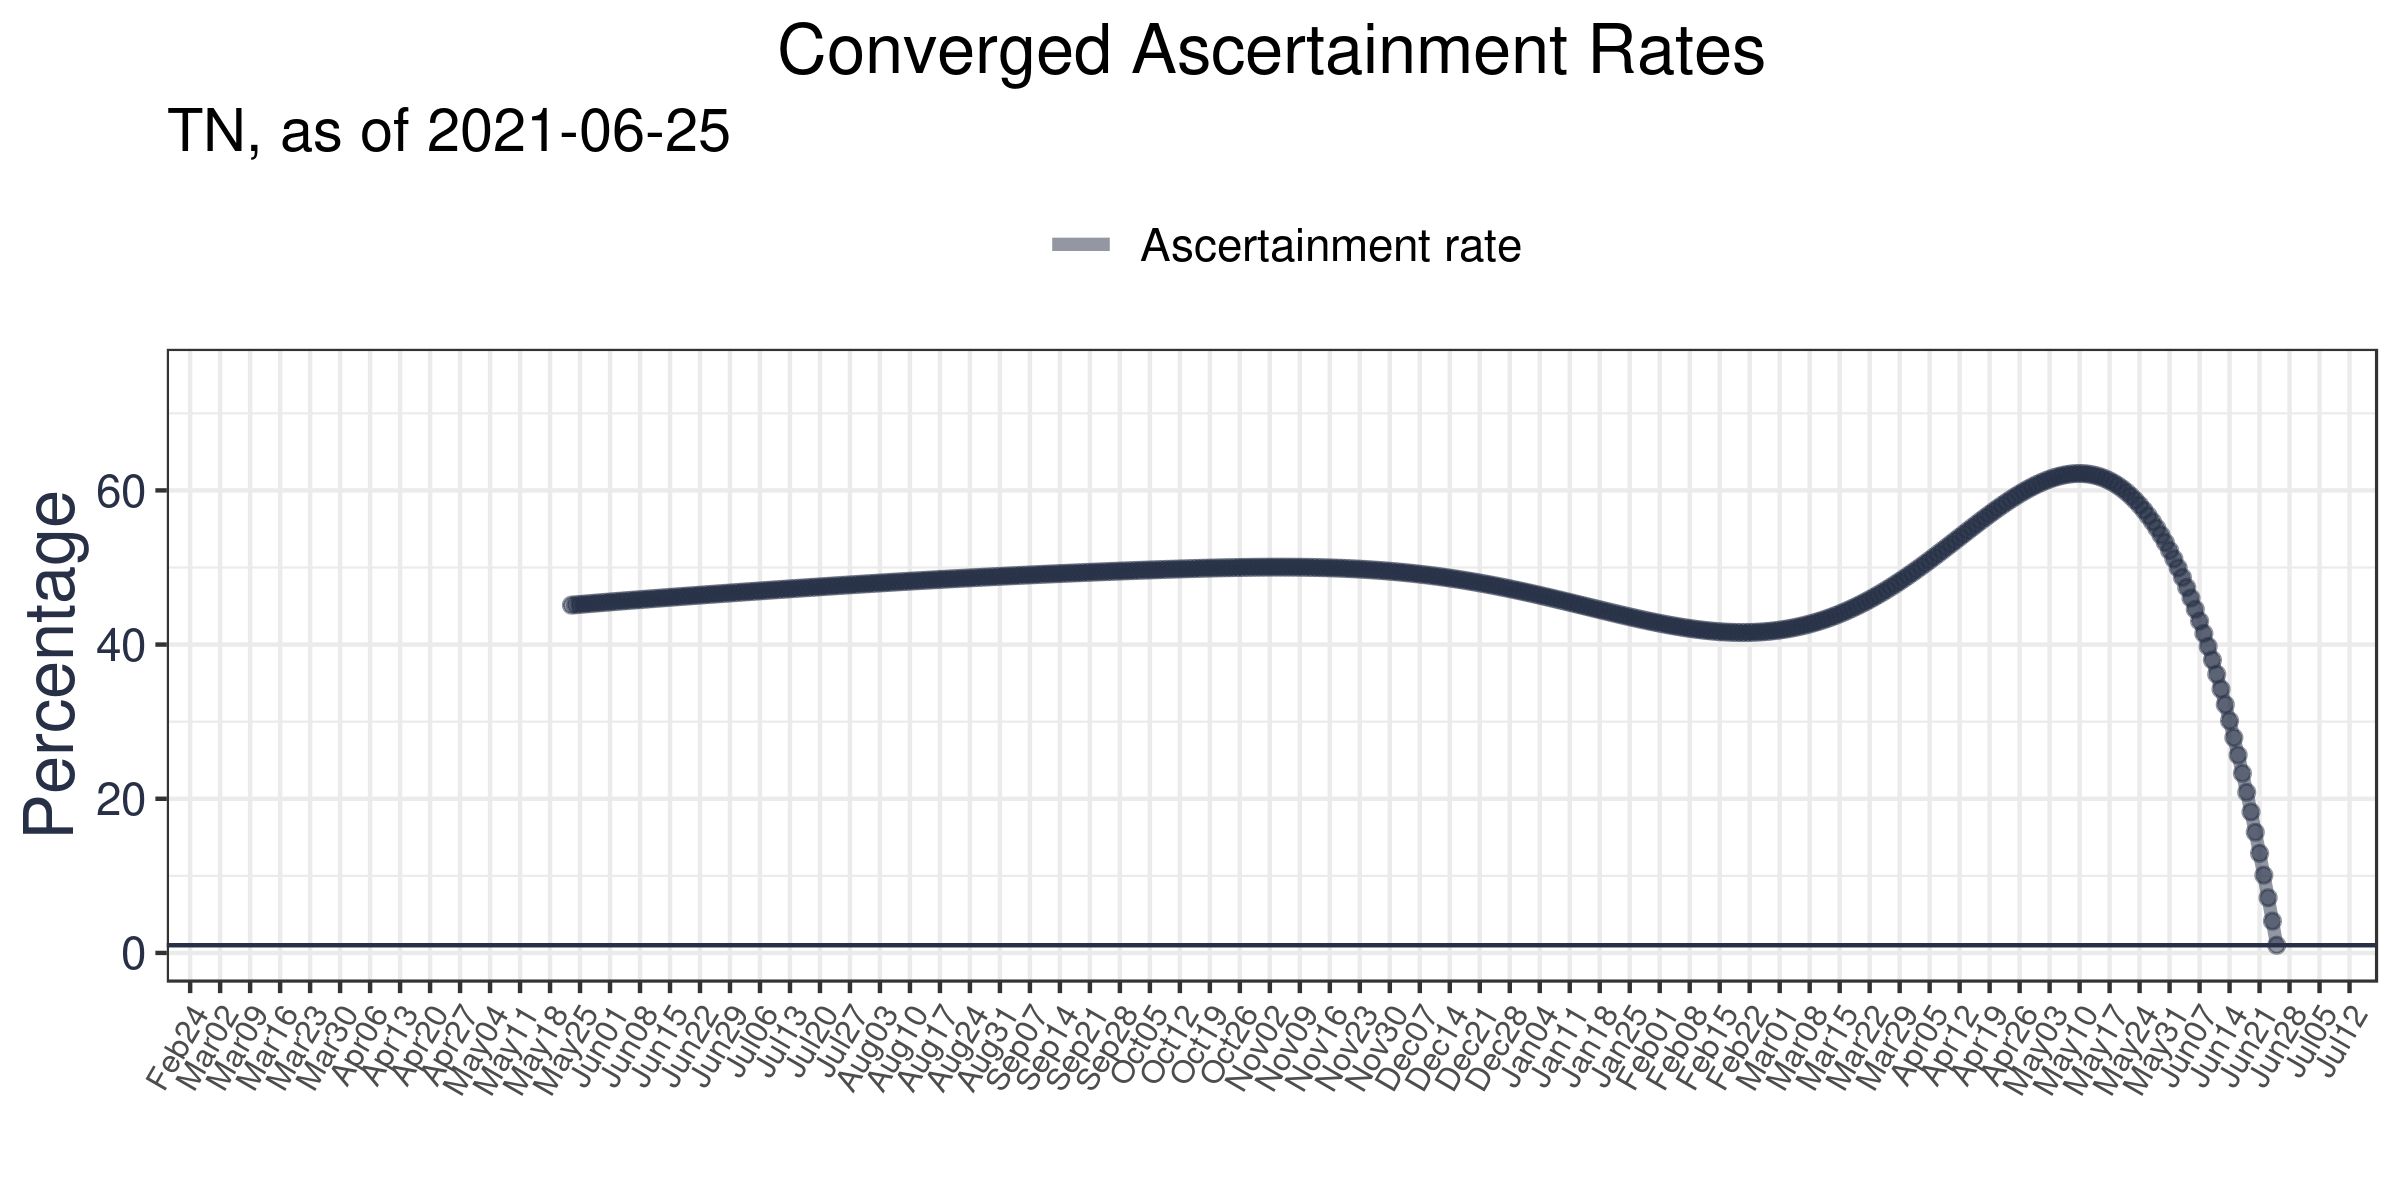 Converged Ascertainment Rates
TN, as of 2021-06-25
Ascertainment rate
Percentage
60
40
20
0
Feb24
Mar02
Mar09
Mar16
Mar23
Mar30
Apr06
Apr13
Apr20
Apr27
May04
May11
May18
May25
Jun01
Jun08
Jun15
Jun22
Jun29
Jul06
Jul13
Jul20
Jul27
Aug03
Aug10
Aug17
Aug24
Aug31
Sep07
Sep14
Sep21
Sep28
Oct05
Oct12
Oct19
Oct26
Nov02
Nov09
Nov16
Nov23
Nov30
Dec07
Dec14
Dec21
Dec28
Jan04
Jan11
Jan18
Jan25
Feb01
Feb08
Feb15
Feb22
Mar01
Mar08
Mar15
Mar22
Mar29
Apr05
Apr12
Apr19
Apr26
May03
May10
May17
May24
May31
Jun07
Jun14
Jun21
Jun28
Jul05
Jul12